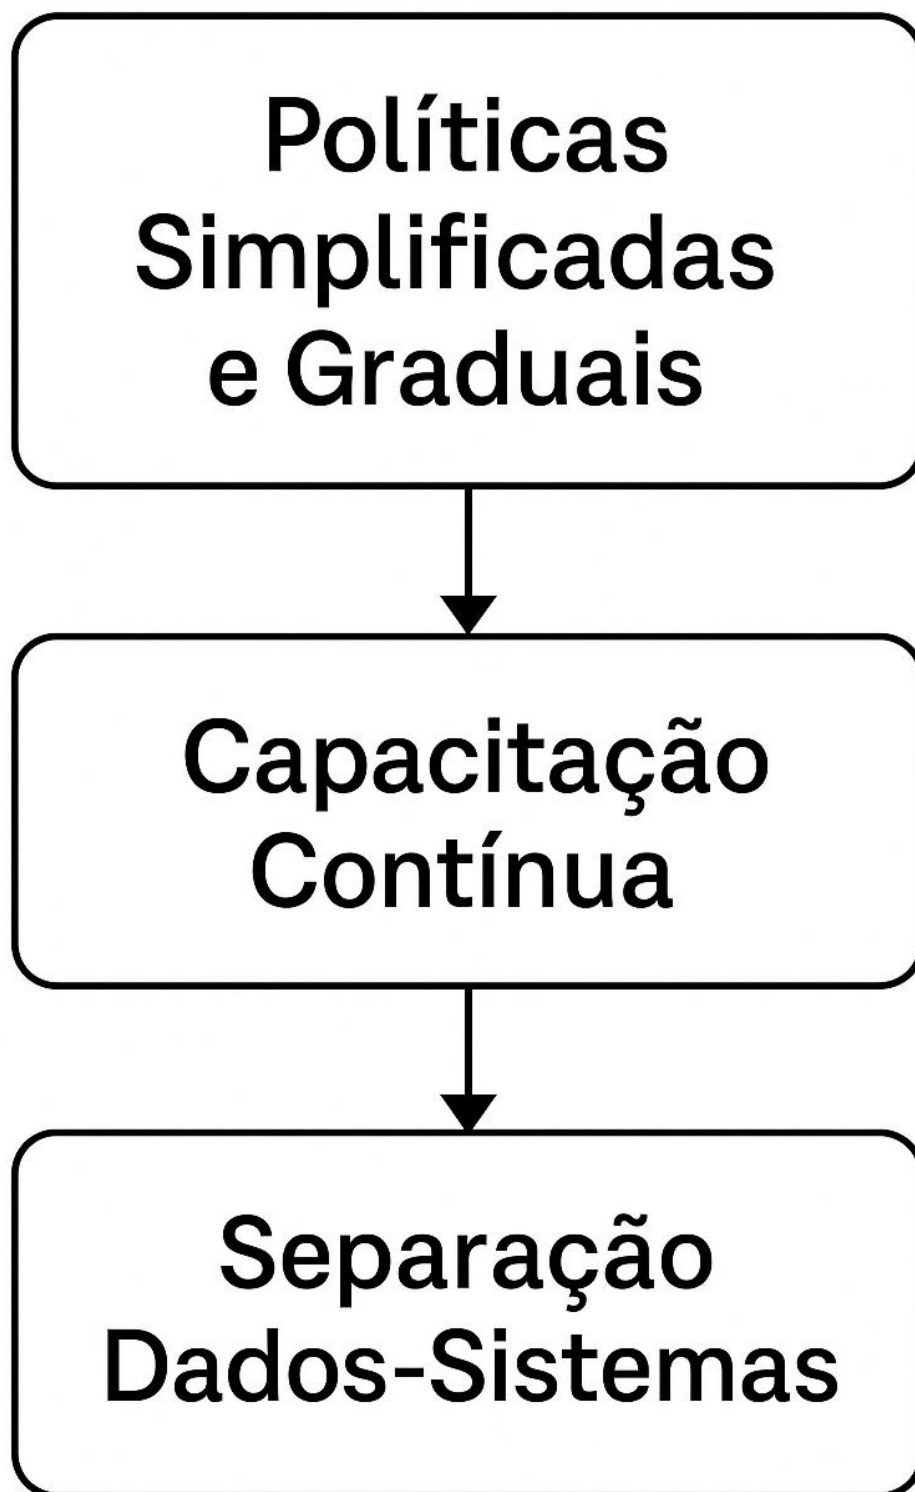 Políticas
Simplificadas
e Graduais
Capacitação
Contínua
Separação
Dados-Sistemas